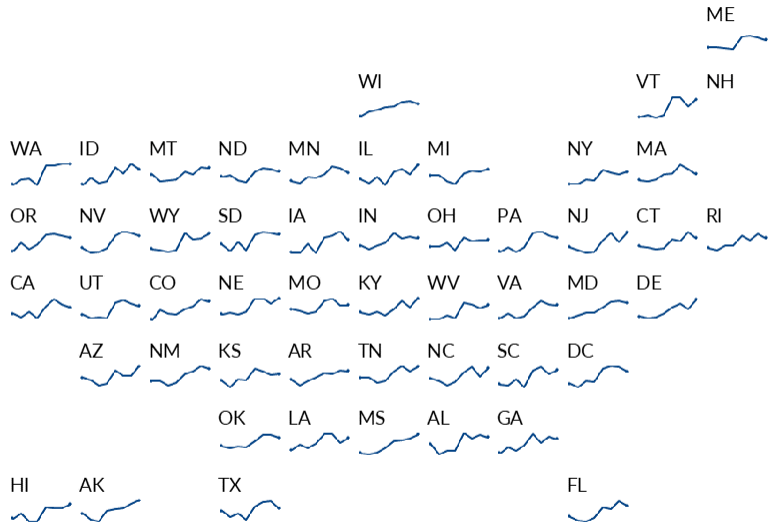 ME
WI VT NH
WA ID MT ND MN IL MI NY MA
OR NV WY SD IA IN OH PA NJ CT RI
CA UT CO NE MO KY WV VA MD DE
AZ NM KS AR TN NC SC DC
OK LA MS AL GA
HI AK TX FL